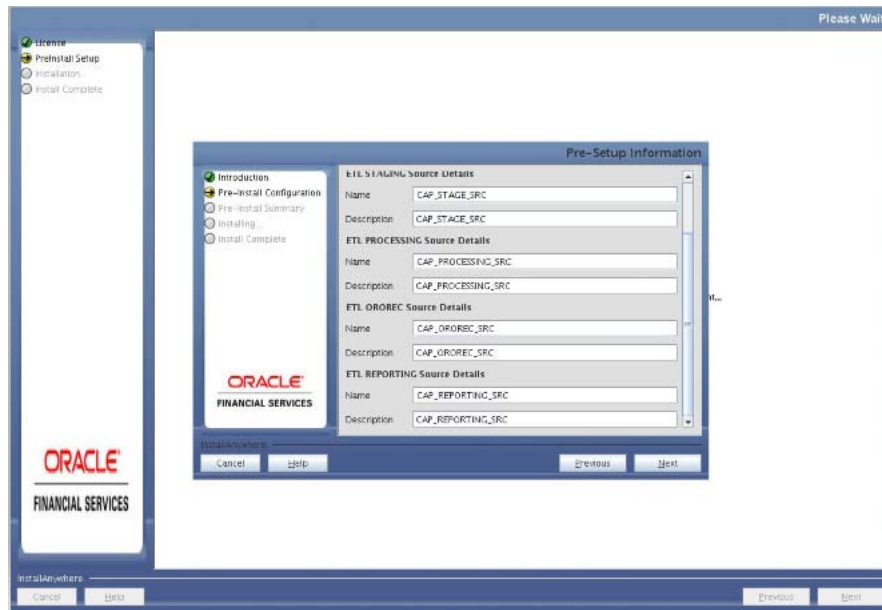 Please Wait
License
PreInstall Setup
Installation...
Install Complete
Pre-Setup Information
Introduction
Pre-Install Configuration
Pre-Install Summary
Installing...
Install Complete
ETL STAGING Source Details
Name CAP_STAGE_SRC
Description CAP_STAGE_SRC
ETL PROCESSING Source Details
Name CAP_PROCESSING_SRC
Description CAP_PROCESSING_SRC
ETL OROREC Source Details
Name CAP_OROREC_SRC
Description CAP_OROREC_SRC
ETL REPORTING Source Details
Name CAP_REPORTING_SRC
Description CAP_REPORTING_SRC
ORACLE
FINANCIAL SERVICES
InstallAnywhere
Cancel Help Previous Next
ORACLE
FINANCIAL SERVICES
InstallAnywhere
Cancel Help Previous Next